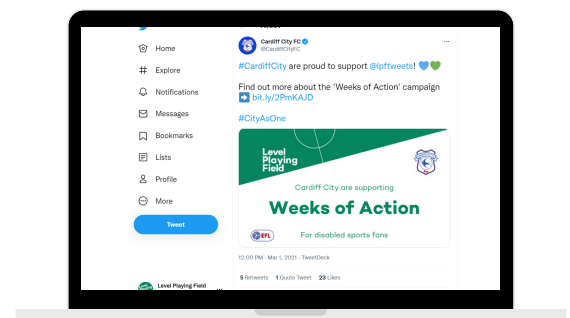 Home
Explore
Notifications
Messages
Bookmarks
Lists
Profile
More
Tweet
Level Playing Field
Cardiff City FC
@CardiffCityFC
#CardiffCity are proud to support @lpftweets!
Find out more about the 'Weeks of Action' campaign
bit.ly/2PmKAJD
#CityAsOne
Level
Playing
Field
Cardiff City are supporting
Weeks of Action
EFL
For disabled sports fans
12:00 PM · Mar 1, 2021 · TweetDeck
5 Retweets 1 Quote Tweet 23 Likes